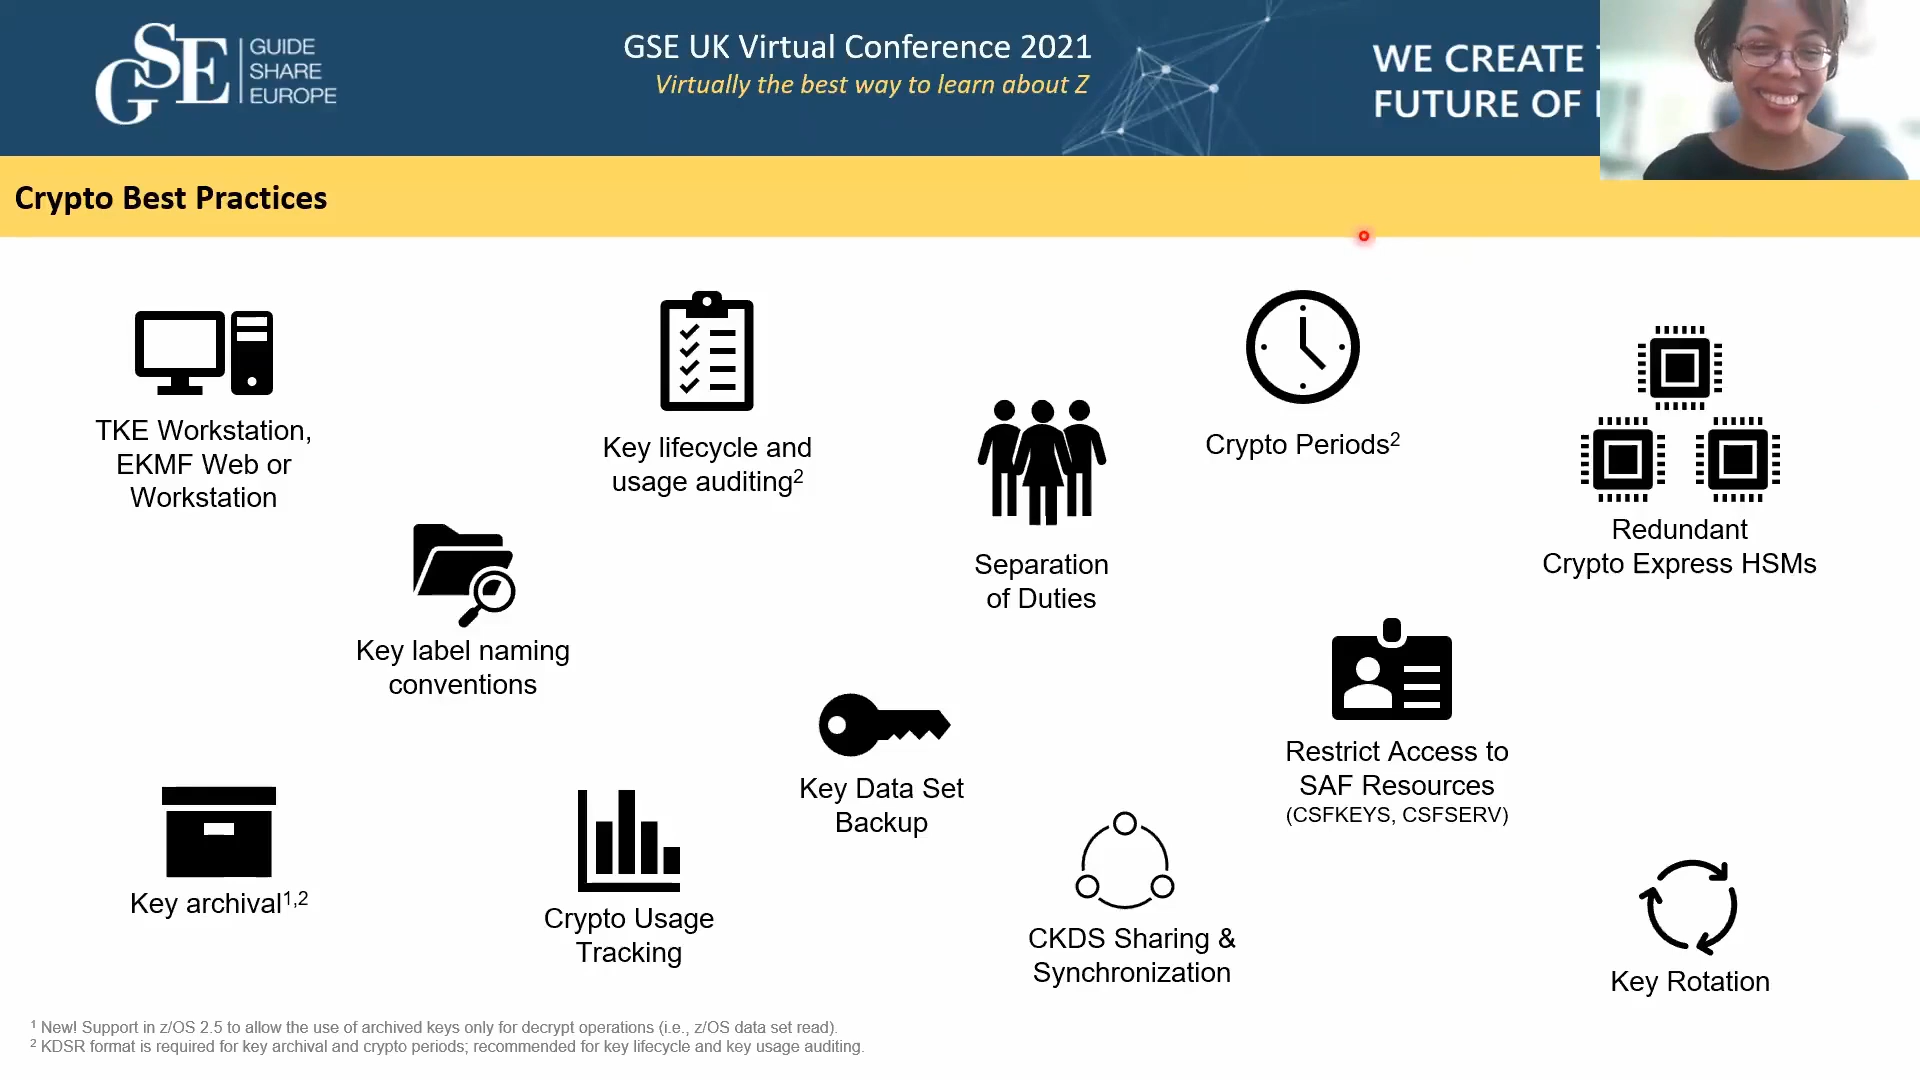 GSE
GUIDE
SHARE
EUROPE
GSE UK Virtual Conference 2021
Virtually the best way to learn about Z
WE CREATE
FUTURE OF
Crypto Best Practices
TKE Workstation,
EKMF Web or
Workstation
Key lifecycle and
usage auditing2
Crypto Periods2
Redundant
Crypto Express HSMs
Separation
of Duties
Key label naming
conventions
Key Data Set
Backup
Restrict Access to
SAF Resources
(CSFKEYS, CSFSERV)
Key archival1,2
Crypto Usage
Tracking
CKDS Sharing &
Synchronization
Key Rotation
1 New! Support in z/OS 2.5 to allow the use of archived keys only for decrypt operations (i.e., z/OS data set read).
2 KDSR format is required for key archival and crypto periods; recommended for key lifecycle and key usage auditing.